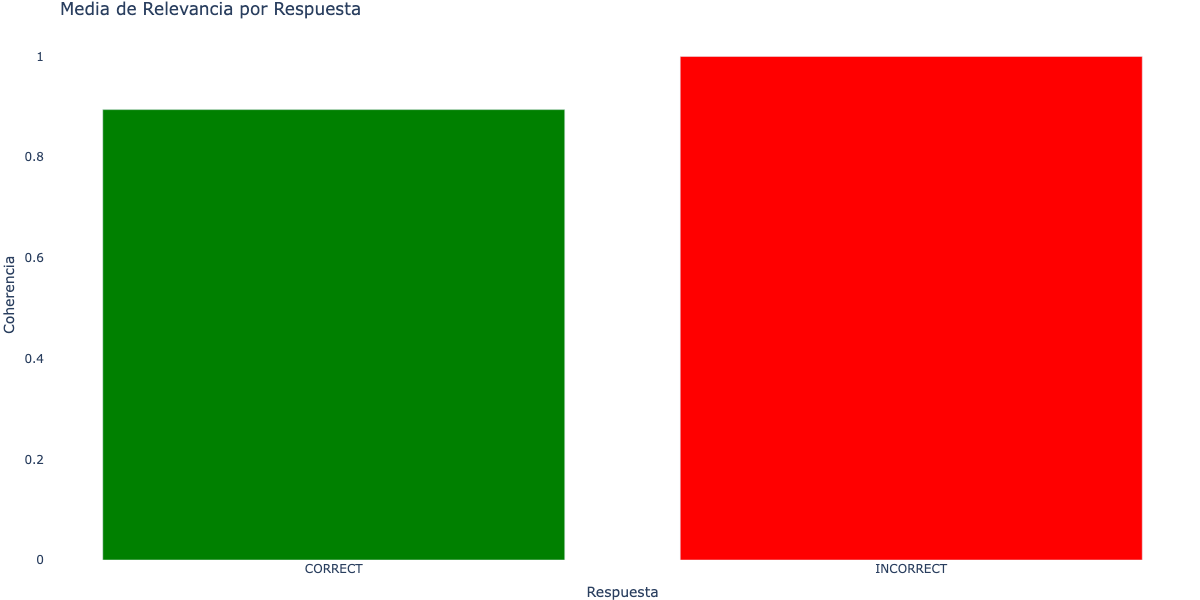 Media de Relevancia por Respuesta
1
0.8
0.6
0.4
0.2
0
Coherencia
CORRECT
INCORRECT
Respuesta